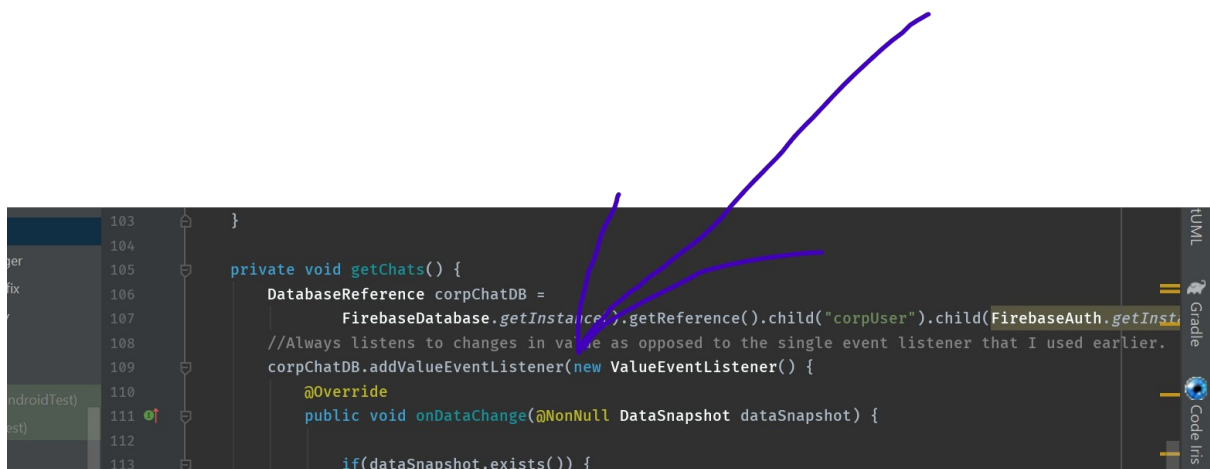 103 }
104
105 private void getChats() {
106 DatabaseReference corpChatDB =
107 FirebaseDatabase.getInstance().getReference().child("corpUser").child(FirebaseAuth.getInst
108 //Always listens to changes in value as opposed to the single event listener that I used earlier.
109 corpChatDB.addValueEventListener(new ValueEventListener() {
110 @Override
111 public void onDataChange(@NonNull DataSnapshot dataSnapshot) {
112
113 if(dataSnapshot.exists()) {
ger
fix
ndroidTest)
est)
tUML
Gradle
Code Iris